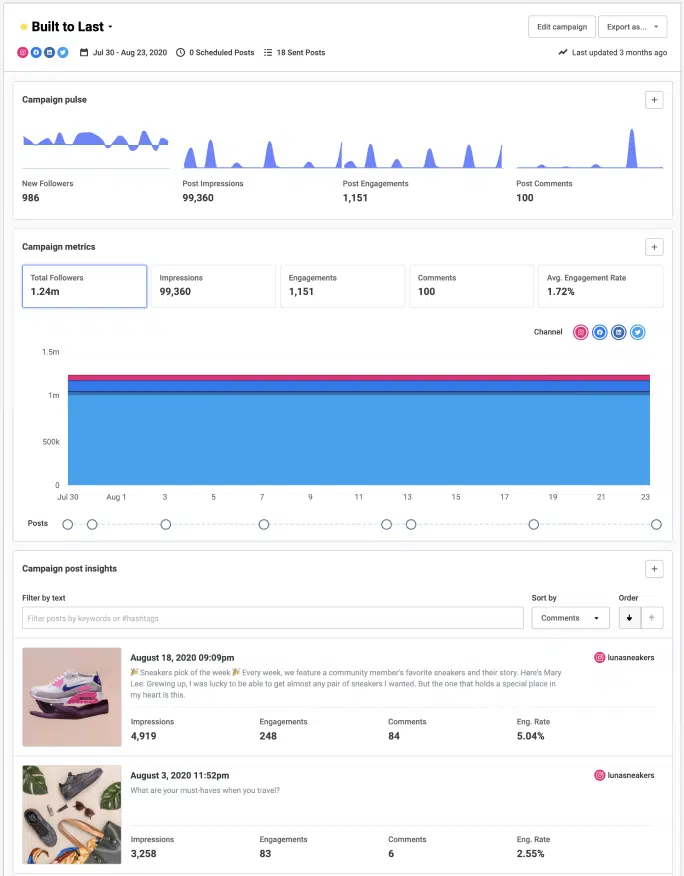 Built to Last
Edit campaign
Export as...
Jul 30 - Aug 23, 2020
0 Scheduled Posts
18 Sent Posts
Last updated 3 months ago
Campaign pulse
+
New Followers
986
Post Impressions
99,360
Post Engagements
1,151
Post Comments
100
Campaign metrics
+
Total Followers
1.24m
Impressions
99,360
Engagements
1,151
Comments
100
Avg. Engagement Rate
1.72%
Channel
1.5m
1m
500k
0
Jul 30 Aug 1 3 5 7 9 11 13 15 17 19 21 23
Posts
Campaign post insights
+
Filter by text
Filter posts by keywords or #hashtags
Sort by
Comments
Order
August 18, 2020 09:09pm
lunasneakers
🎉 Sneakers pick of the week 🎉 Every week, we feature a community member's favorite sneakers and their story. Here's Mary
Lee: Grewing up, I was lucky to be able to get almost any pair of sneakers I wanted. But the one that holds a special place in
my heart is this.
Impressions
4,919
Engagements
248
Comments
84
Eng. Rate
5.04%
August 3, 2020 11:52pm
lunasneakers
What are your must-haves when you travel?
Impressions
3,258
Engagements
83
Comments
6
Eng. Rate
2.55%